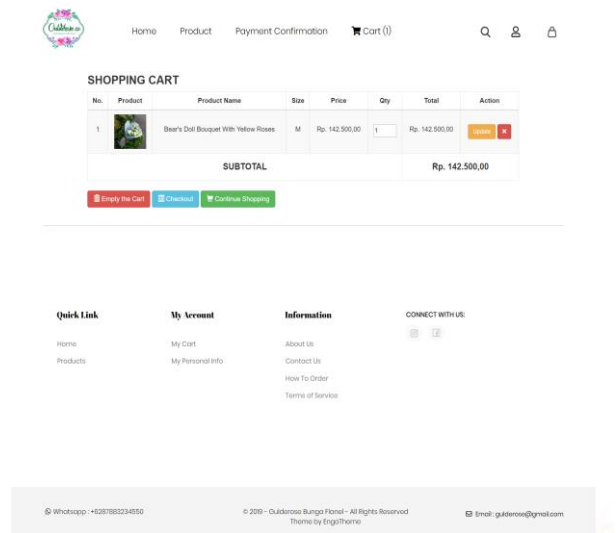 Home Product Payment Confirmation Cart (1)
SHOPPING CART
No. Product Product Name Size Price Qty Total Action
1 Bear's Doll Bouquet With Yellow Roses M Rp. 142.500,00 1 Rp. 142.500,00 Update
SUBTOTAL Rp. 142.500,00
Empty the Cart Checkout Continue Shopping
Quick Link My Account Information CONNECT WITH US:
Home My Cart About Us
Products My Personal Info Contact Us
How To Order
Terms of Service
Whatsapp : +6287883234550 © 2019 - Gulderose Bunga Flanel - All Rights Reserved Email : gulderose@gmail.com
Theme by EngoTheme